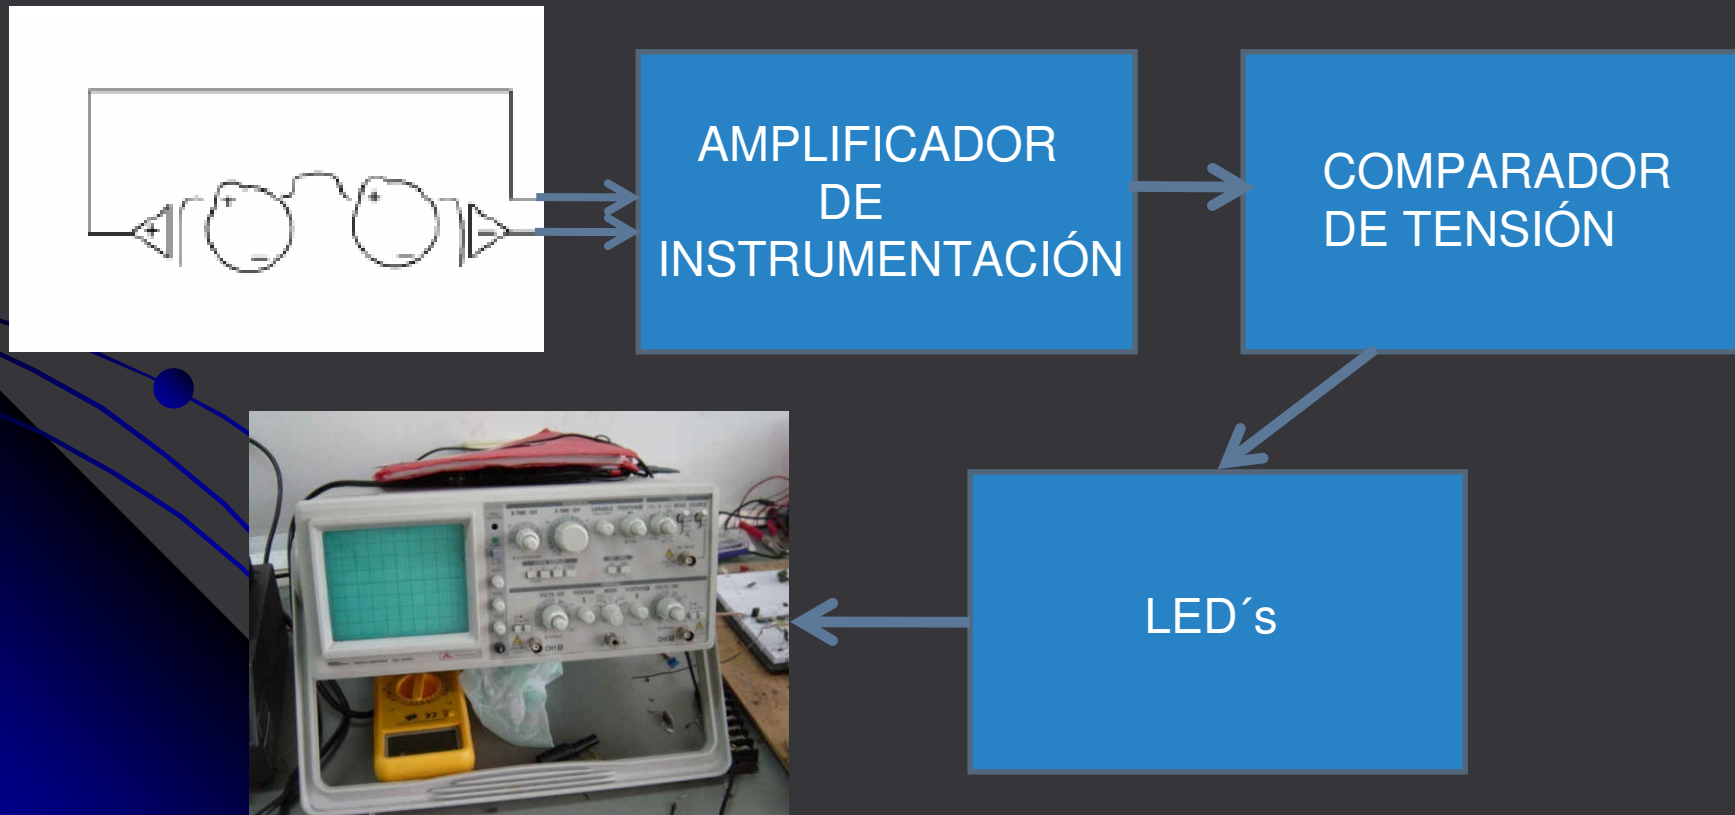 AMPLIFICADOR
DE
INSTRUMENTACIÓN
COMPARADOR
DE TENSIÓN
LED´s